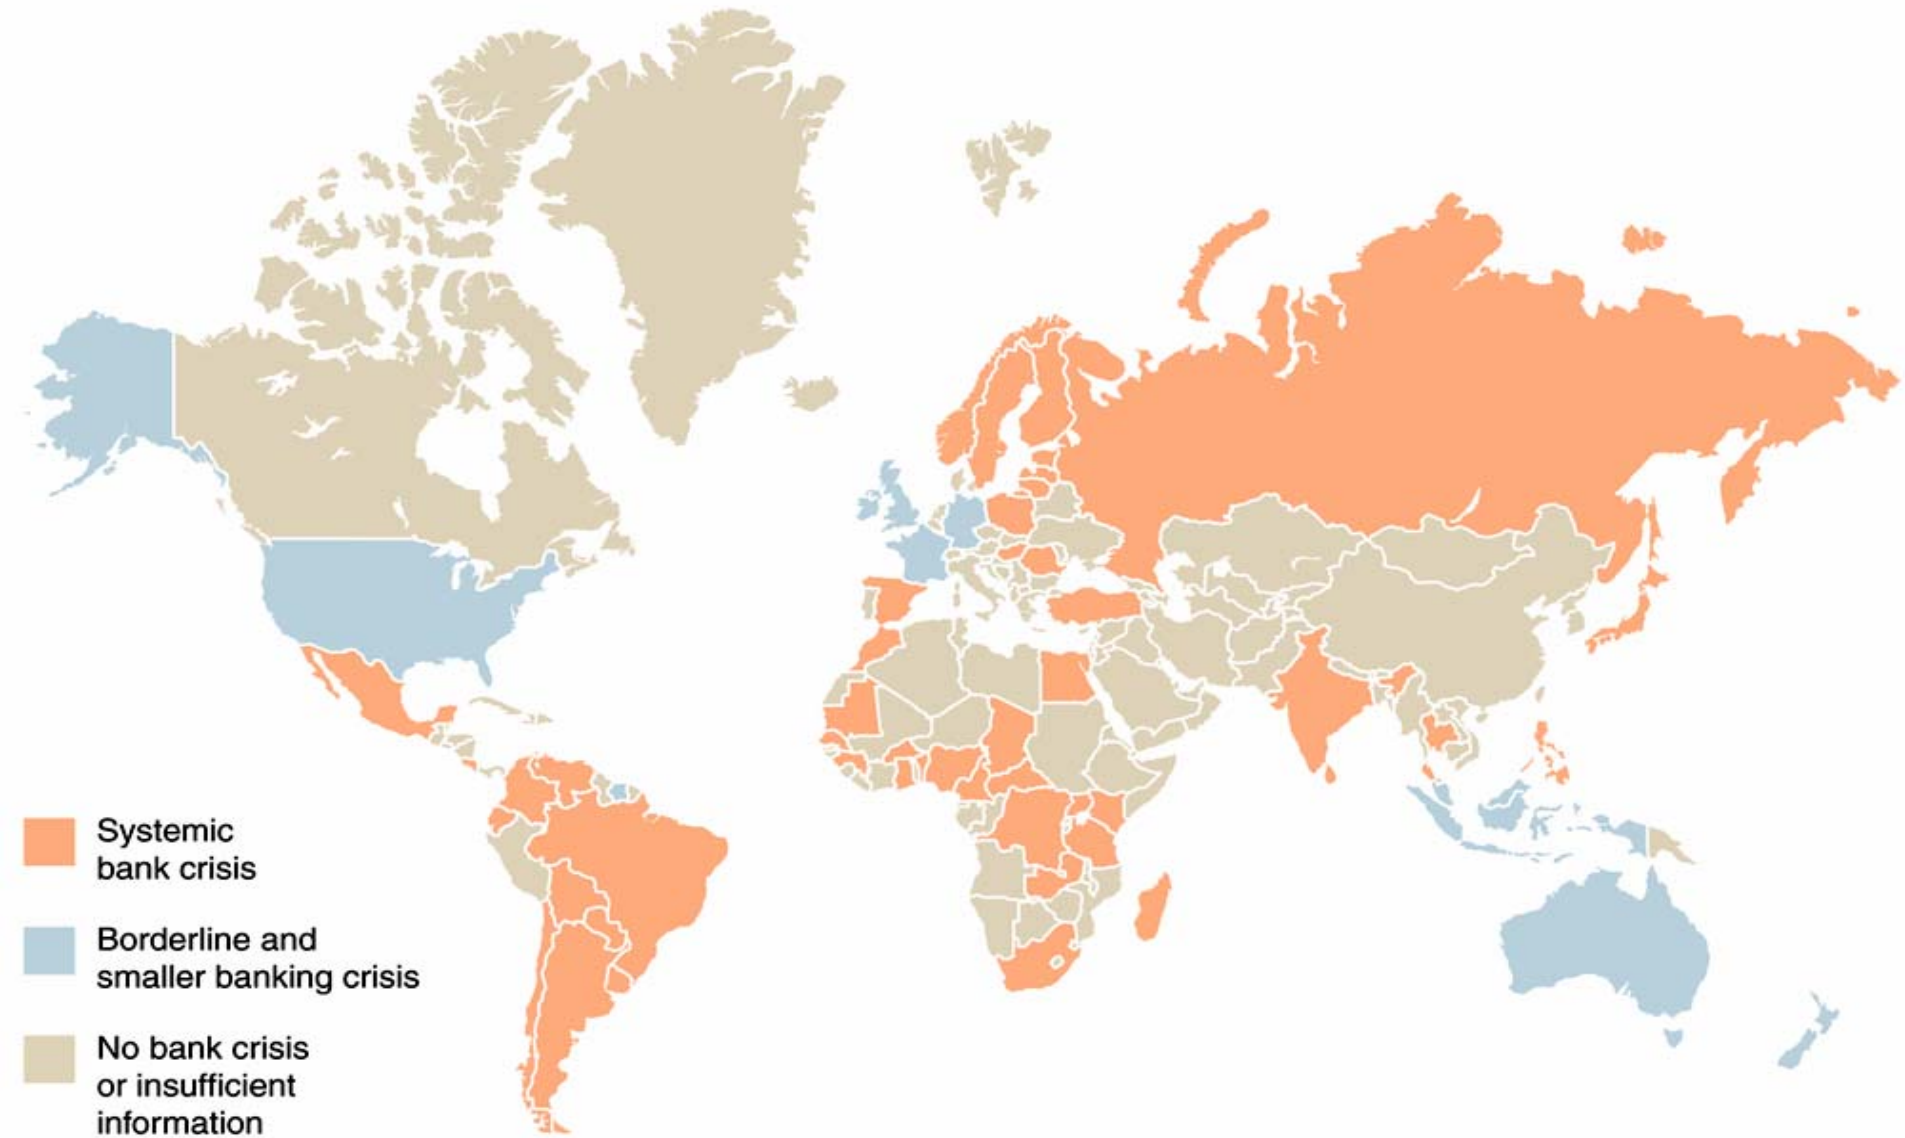 Systemic
bank crisis
Borderline and
smaller banking crisis
No bank crisis
or insufficient
information